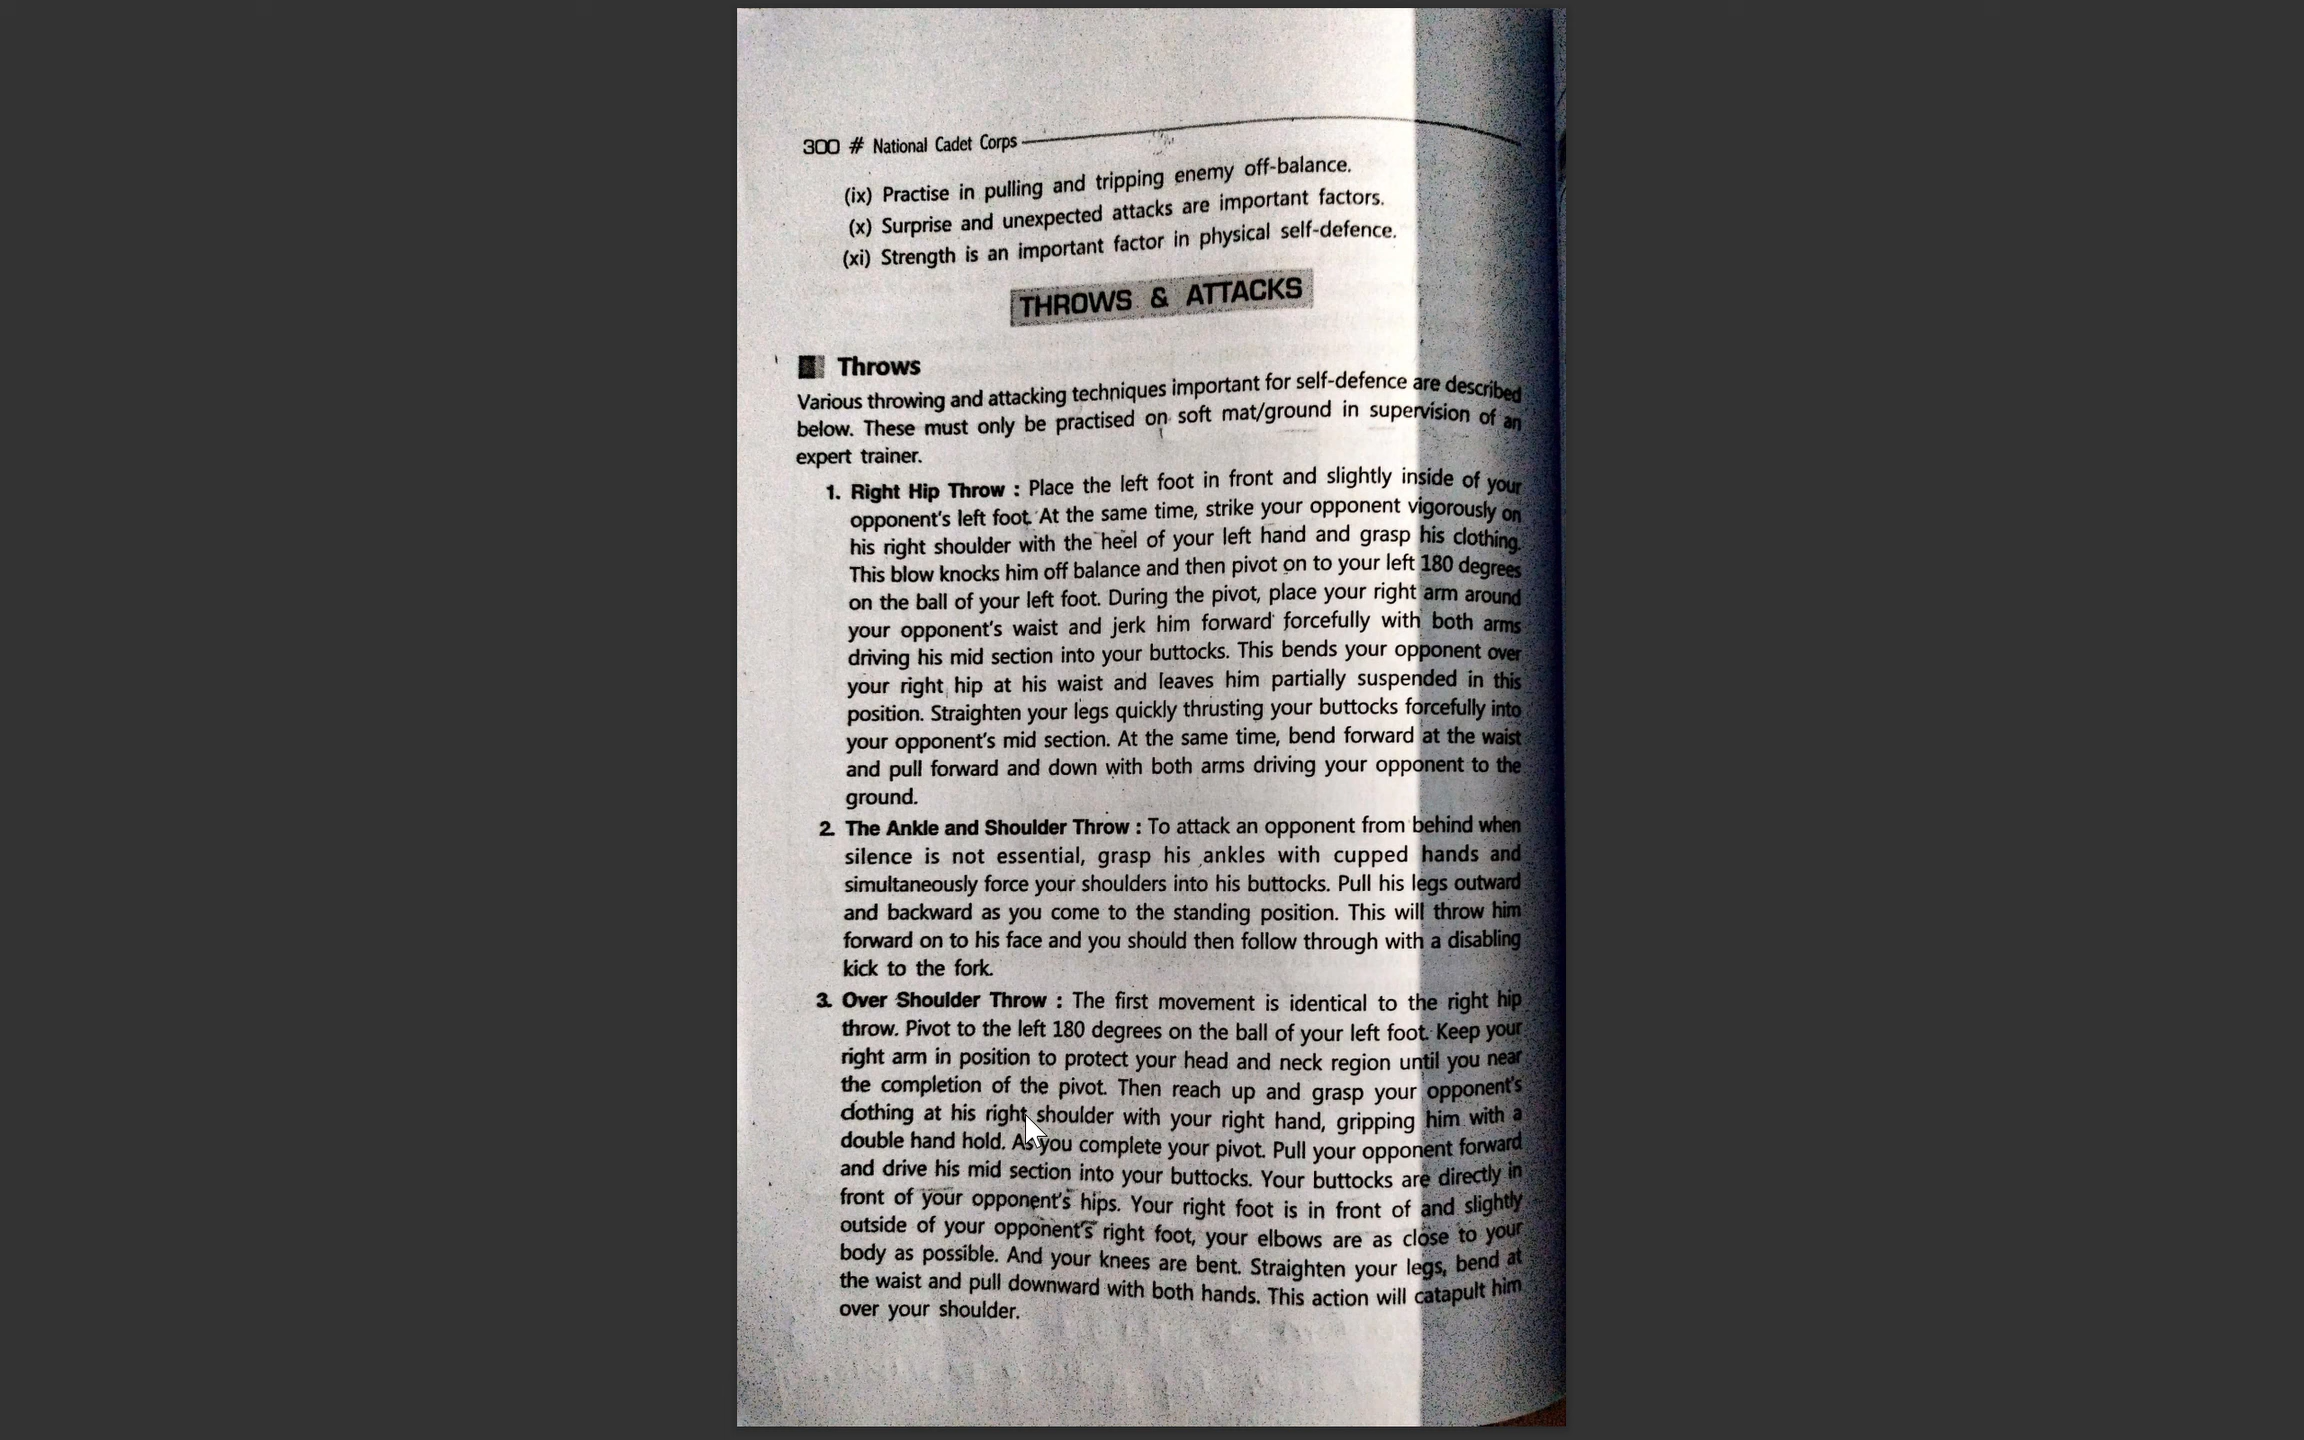 300 # National Cadet Corps
(ix) Practise in pulling and tripping enemy off-balance.
(x) Surprise and unexpected attacks are important factors.
(xi) Strength is an important factor in physical self-defence.
THROWS & ATTACKS
Throws
Various throwing and attacking techniques important for self-defence are described
below. These must only be practised on soft mat/ground in supervision of an
expert trainer.
1. Right Hip Throw : Place the left foot in front and slightly inside of your
opponent's left foot. At the same time, strike your opponent vigorously on
his right shoulder with the heel of your left hand and grasp his clothing.
This blow knocks him off balance and then pivot on to your left 180 degrees
on the ball of your left foot. During the pivot, place your right arm around
your opponent's waist and jerk him forward forcefully with both arms
driving his mid section into your buttocks. This bends your opponent over
your right hip at his waist and leaves him partially suspended in this
position. Straighten your legs quickly thrusting your buttocks forcefully into
your opponent's mid section. At the same time, bend forward at the waist
and pull forward and down with both arms driving your opponent to the
ground.
2. The Ankle and Shoulder Throw : To attack an opponent from behind when
silence is not essential, grasp his ankles with cupped hands and
simultaneously force your shoulders into his buttocks. Pull his legs outward
and backward as you come to the standing position. This will throw him
forward on to his face and you should then follow through with a disabling
kick to the fork.
3. Over Shoulder Throw : The first movement is identical to the right hip
throw. Pivot to the left 180 degrees on the ball of your left foot. Keep your
right arm in position to protect your head and neck region until you near
the completion of the pivot. Then reach up and grasp your opponent's
clothing at his right shoulder with your right hand, gripping him with a
double hand hold. As you complete your pivot. Pull your opponent forward
and drive his mid section into your buttocks. Your buttocks are directly in
front of your opponent's hips. Your right foot is in front of and slightly
outside of your opponent's right foot, your elbows are as close to your
body as possible. And your knees are bent. Straighten your legs, bend at
the waist and pull downward with both hands. This action will catapult him
over your shoulder.